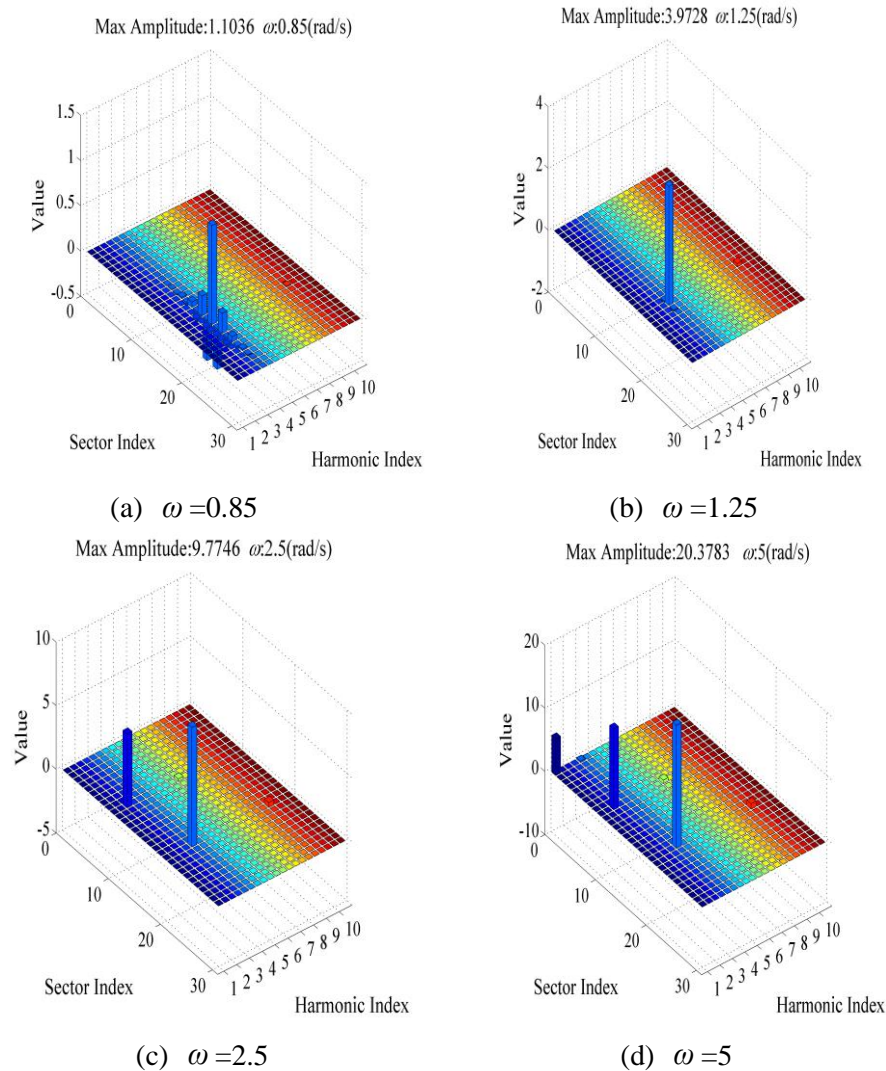 Max Amplitude:1.1036 ω:0.85(rad/s)
1.5
1
0.5
0
-0.5
Value
0
10
20
30
Sector Index
1 2 3 4 5 6 7 8 9 10
Harmonic Index
(a) ω =0.85
Max Amplitude:3.9728 ω:1.25(rad/s)
4
2
0
-2
Value
0
10
20
30
Sector Index
1 2 3 4 5 6 7 8 9 10
Harmonic Index
(b) ω =1.25
Max Amplitude:9.7746 ω:2.5(rad/s)
10
5
0
-5
Value
0
10
20
30
Sector Index
1 2 3 4 5 6 7 8 9 10
Harmonic Index
(c) ω =2.5
Max Amplitude:20.3783 ω:5(rad/s)
20
10
0
-10
Value
0
10
20
30
Sector Index
1 2 3 4 5 6 7 8 9 10
Harmonic Index
(d) ω =5